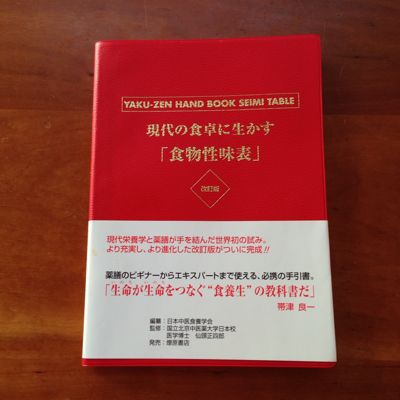 YAKU-ZEN HAND BOOK SEIMI TABLE
現代の食卓に生かす
「食物性味表」
改訂版
現代栄養学と薬膳が手を結んだ世界初の試み。
より充実し、より進化した改訂版がついに完成!!
薬膳のビギナーからエキスパートまで使える、必携の手引書。
「生命が生命をつなぐ“食養生”の教科書だ」
帯津 良一
編纂：日本中医食養学会
監修：国立北京中医薬大学日本校
医学博士 仙頭正四郎
発売：燎原書店